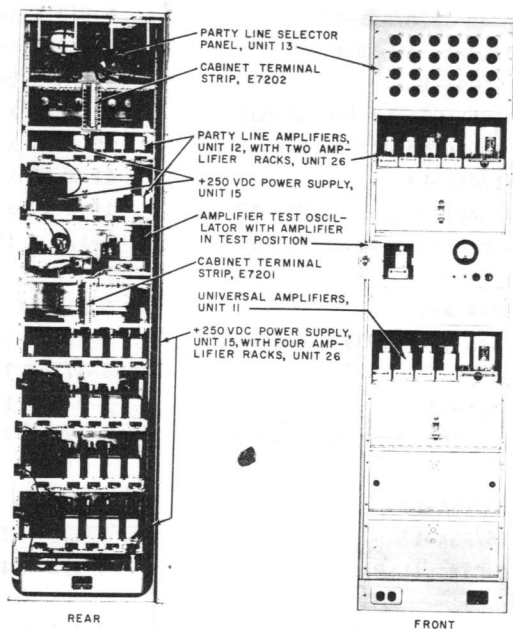 PARTY LINE SELECTOR
PANEL, UNIT 13
CABINET TERMINAL
STRIP, E7202
PARTY LINE AMPLIFIERS,
UNIT 12, WITH TWO AMP-
LIFIER RACKS, UNIT 26
+250 VDC POWER SUPPLY,
UNIT 15
AMPLIFIER TEST OSCIL-
LATOR WITH AMPLIFIER
IN TEST POSITION
CABINET TERMINAL
STRIP, E7201
UNIVERSAL AMPLIFIERS,
UNIT 11
+250 VDC POWER SUPPLY,
UNIT 15, WITH FOUR AMP-
LIFIER RACKS, UNIT 26
REAR
FRONT